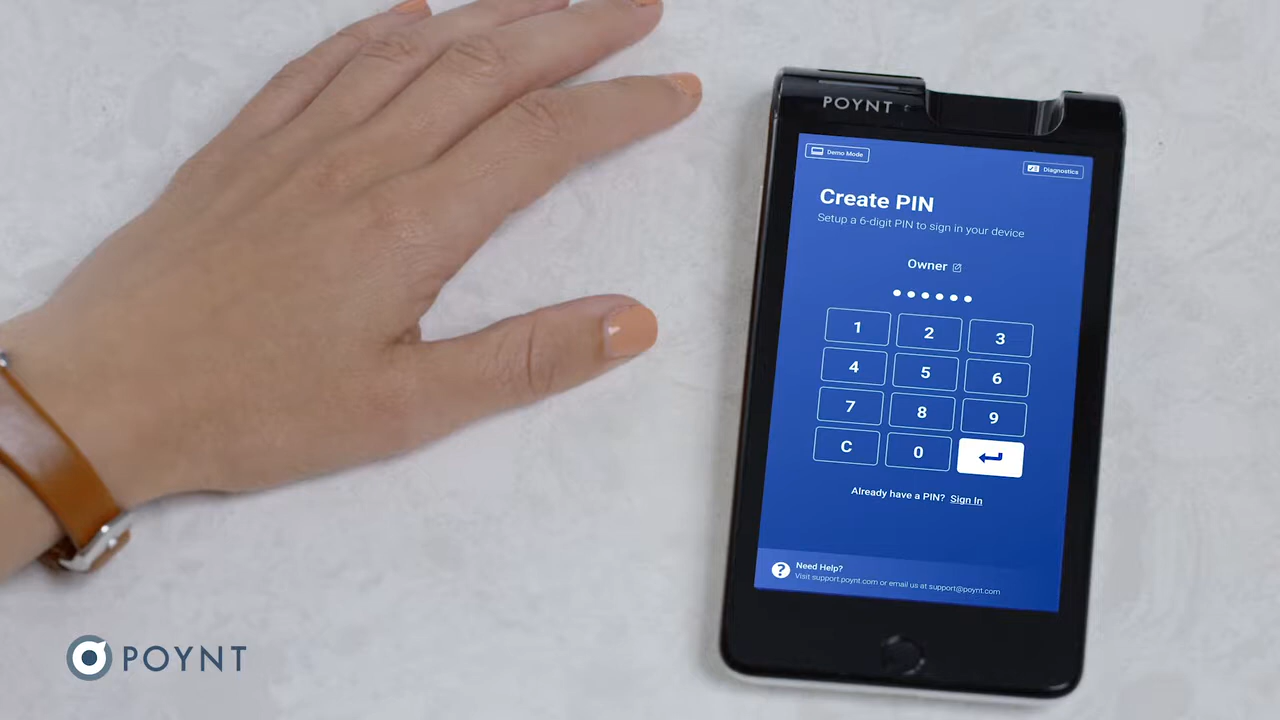 POYNT
Demo Mode
Diagnostics
Create PIN
Setup a 6-digit PIN to sign in your device
Owner
1 2 3
4 5 6
7 8 9
C 0
Already have a PIN? Sign In
Need Help?
Visit support.poynt.com or email us at support@poynt.com
POYNT